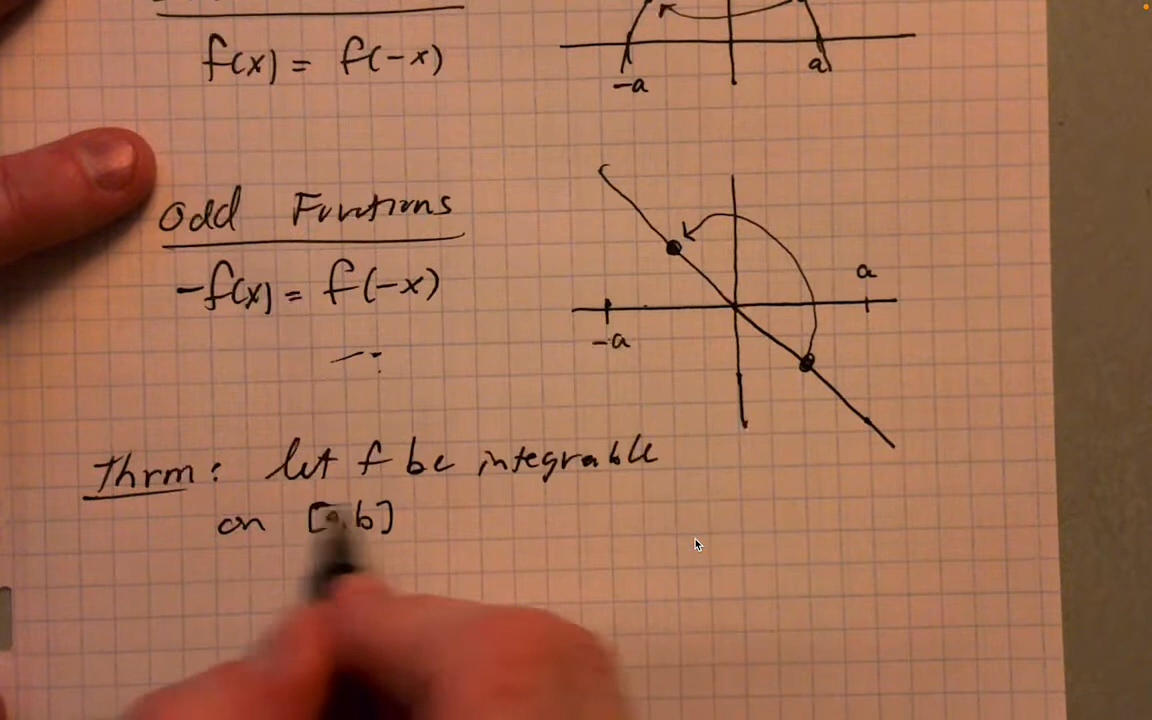 f(x) = f(-x)
-a
a
Odd Functions
-f(x) = f(-x)
a
-a
Thrm: let f be integrable
on [a,b]